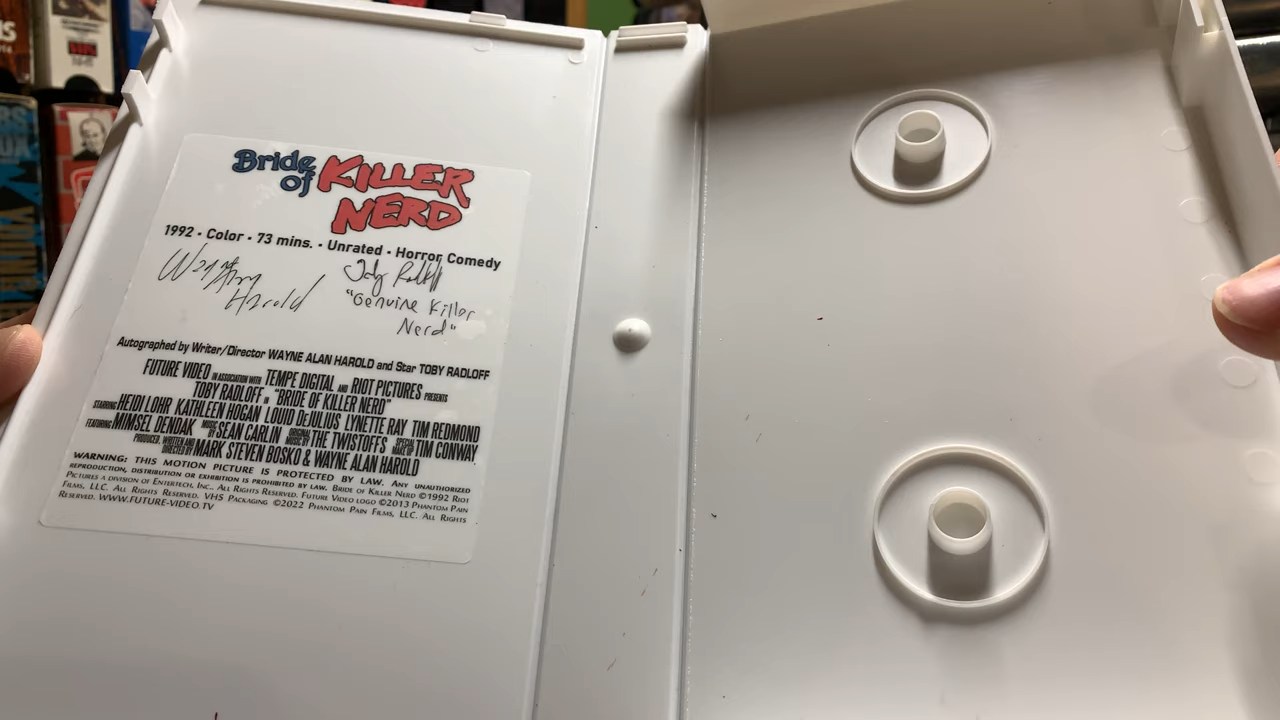 Bride of KILLER NERD
1992 • Color • 73 mins. • Unrated • Horror Comedy
Wayne Alan Harold
Toby Radloff
"Genuine Killer
Nerd"
Autographed by Writer/Director WAYNE ALAN HAROLD and Star TOBY RADLOFF
FUTURE VIDEO IN ASSOCIATION WITH TEMPE DIGITAL AND RIOT PICTURES PRESENTS
TOBY RADLOFF IN "BRIDE OF KILLER NERD"
STARRING HEIDI LOHR KATHLEEN HOGAN LOUID DeJULIUS LYNETTE RAY TIM REDMOND
FEATURING MIMSEL DENDAK MUSIC BY SEAN CARLIN ORIGINAL MUSIC BY THE TWISTOFFS SPECIAL MAKE UP TIM CONWAY
PRODUCED, WRITTEN AND DIRECTED BY MARK STEVEN BOSKO & WAYNE ALAN HAROLD
WARNING: THIS MOTION PICTURE IS PROTECTED BY LAW. ANY UNAUTHORIZED
REPRODUCTION, DISTRIBUTION OR EXHIBITION IS PROHIBITED BY LAW. BRIDE OF KILLER NERD ©1992 RIOT
PICTURES A DIVISION OF ENTERTECH, INC.. ALL RIGHTS RESERVED. FUTURE VIDEO LOGO ©2013 PHANTOM PAIN
FILMS, LLC. ALL RIGHTS RESERVED. VHS PACKAGING ©2022 PHANTOM PAIN FILMS, LLC. ALL RIGHTS
RESERVED. WWW.FUTURE-VIDEO.TV